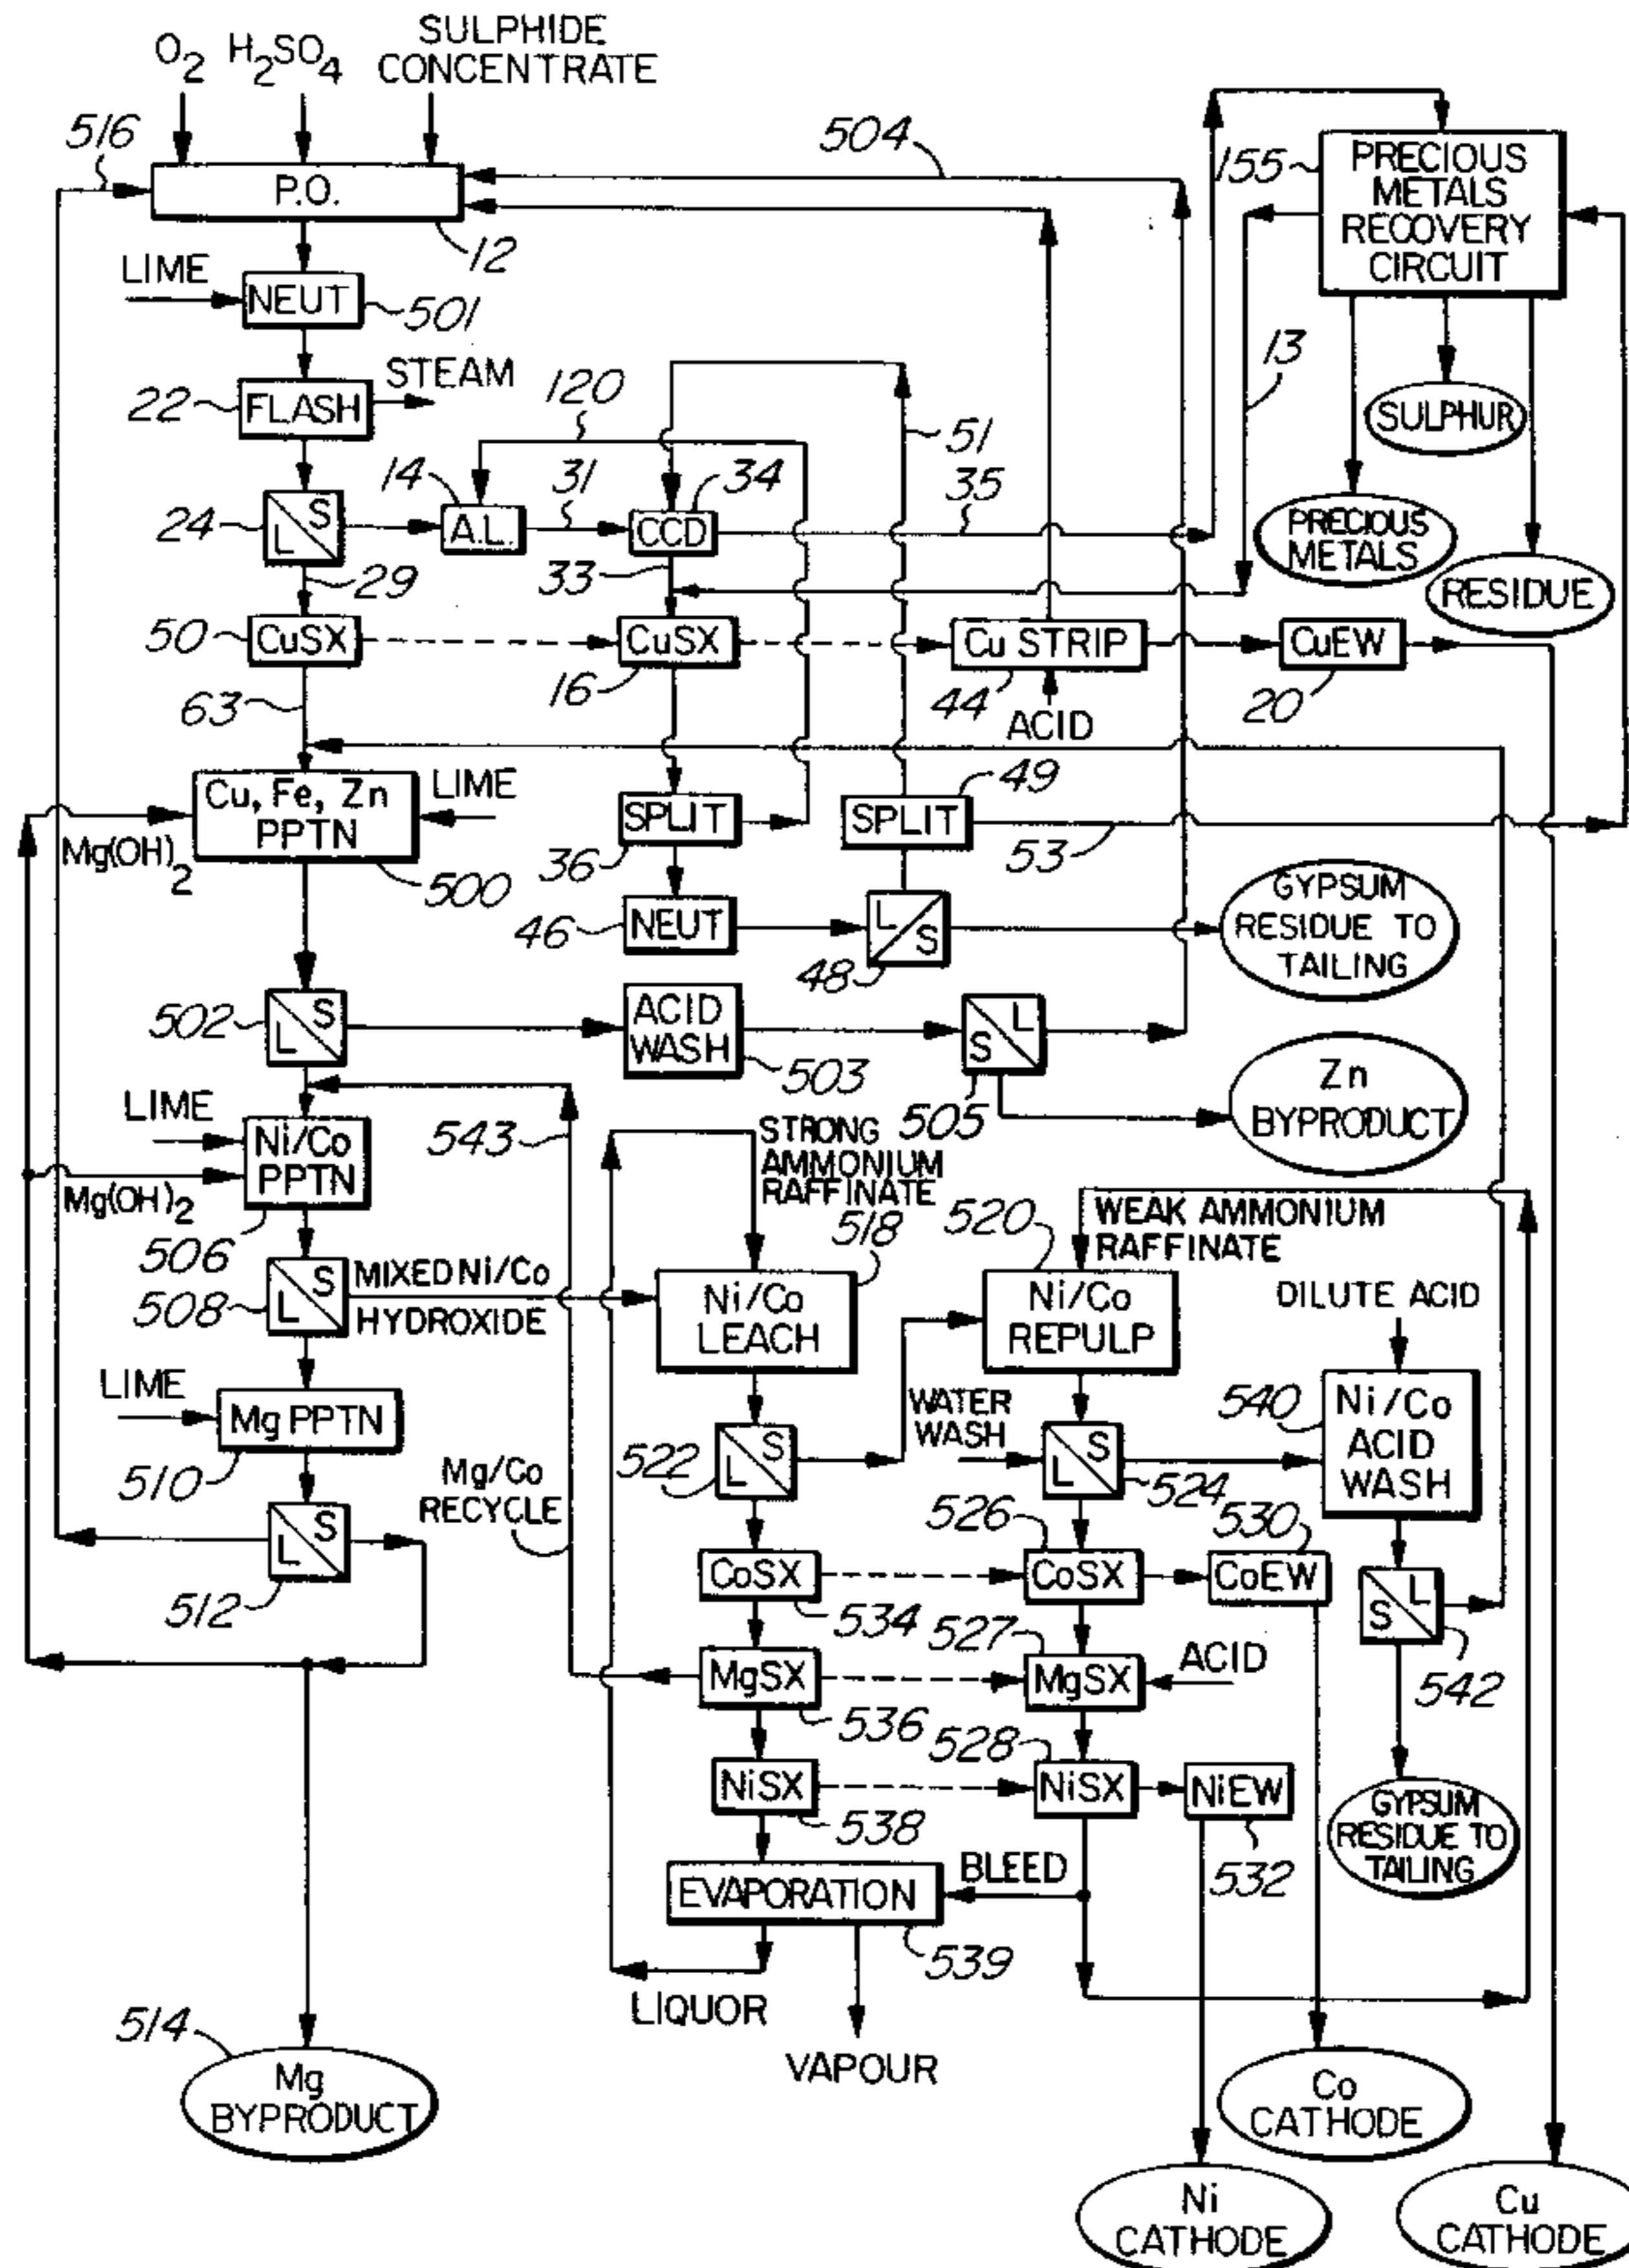 O2 H2SO4
SULPHIDE
CONCENTRATE
516
504
P.O.
12
155
PRECIOUS
METALS
RECOVERY
CIRCUIT
LIME
NEUT
501
13
STEAM
22
FLASH
120
51
SULPHUR
14
31
34
35
24
S
L
A.L.
CCD
PRECIOUS
METALS
29
33
RESIDUE
50
CuSX
CuSX
Cu STRIP
CuEW
16
44
20
63
ACID
Cu, Fe, Zn
PPTN
LIME
49
SPLIT
SPLIT
Mg(OH)2
500
36
53
GYPSUM
RESIDUE TO
TAILING
46
NEUT
L
S
48
502
S
L
ACID
WASH
503
L
S
505
Zn
BYPRODUCT
LIME
543
STRONG
AMMONIUM
RAFFINATE
Ni/Co
PPTN
Mg(OH)2
506
518
520
WEAK AMMONIUM
RAFFINATE
508
S
L
MIXED Ni/Co
HYDROXIDE
Ni/Co
LEACH
Ni/Co
REPULP
DILUTE ACID
LIME
Mg PPTN
510
WATER
WASH
540
Ni/Co
ACID
WASH
Mg/Co
RECYCLE
522
S
L
S
L
524
526
530
S
L
512
CoSX
CoSX
CoEW
534
L
S
542
527
MgSX
MgSX
ACID
536
528
NiSX
NiSX
NiEW
538
532
GYPSUM
RESIDUE TO
TAILING
EVAPORATION
BLEED
539
LIQUOR
514
VAPOUR
Mg
BYPRODUCT
Co
CATHODE
Ni
CATHODE
Cu
CATHODE